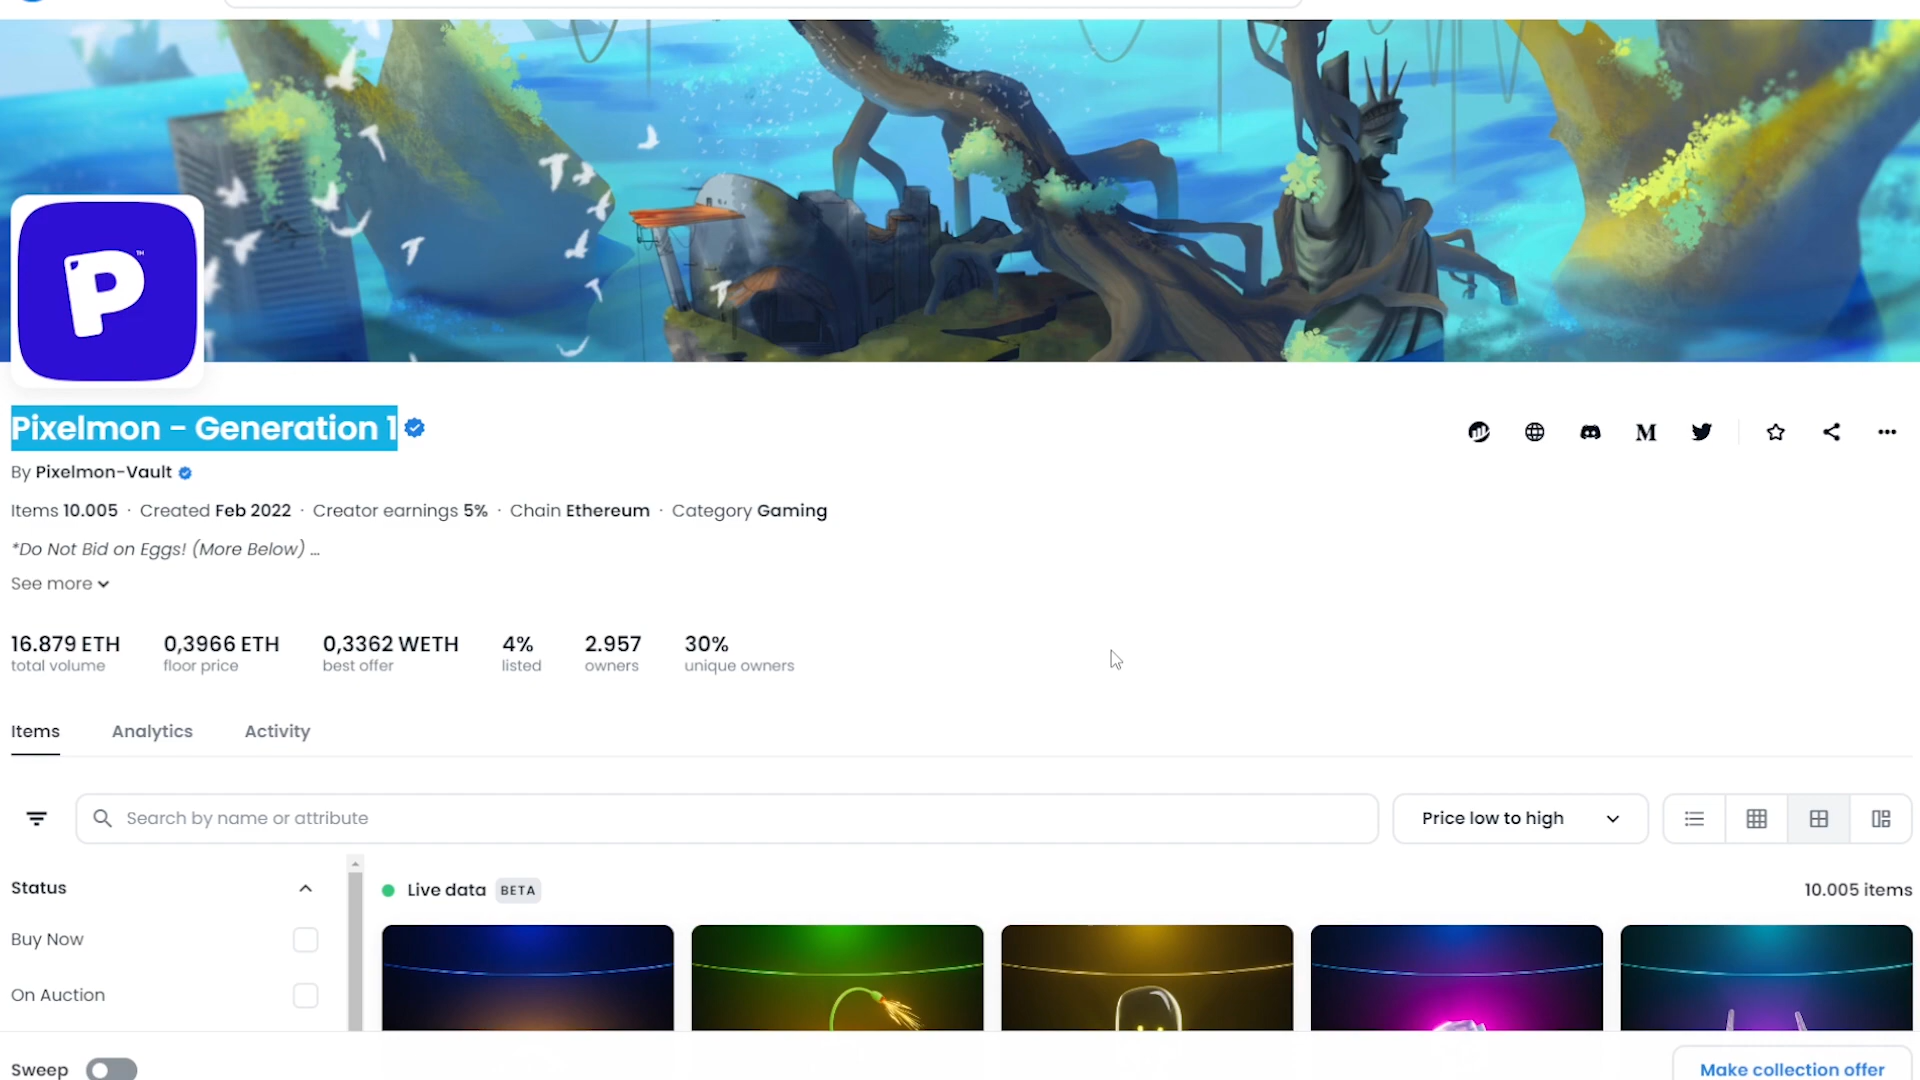 P
TM
Pixelmon - Generation 1
By Pixelmon-Vault
Items 10.005 · Created Feb 2022 · Creator earnings 5% · Chain Ethereum · Category Gaming
*Do Not Bid on Eggs! (More Below) ...
See more
16.879 ETH 0,3966 ETH 0,3362 WETH 4% 2.957 30%
total volume floor price best offer listed owners unique owners
Items Analytics Activity
Search by name or attribute Price low to high
Status Live data BETA 10.005 items
Buy Now
On Auction
Sweep Make collection offer